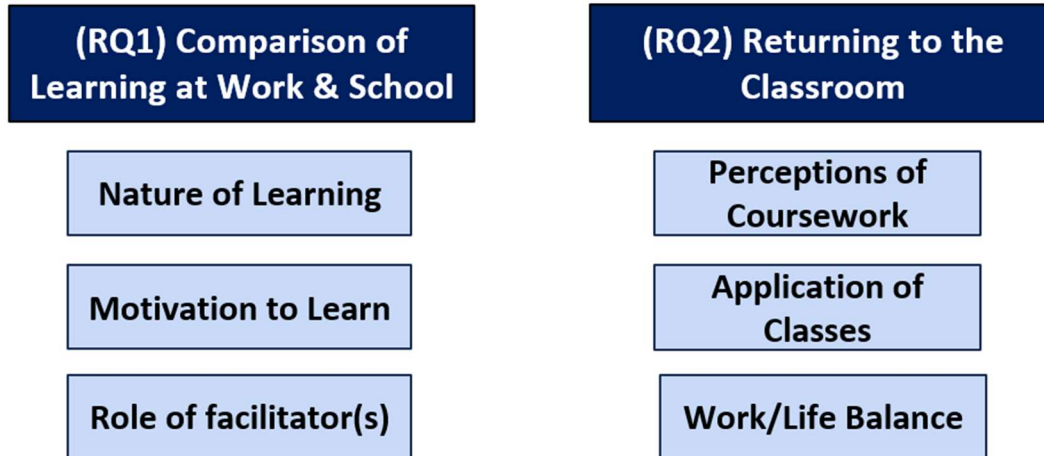 (RQ1) Comparison of
Learning at Work & School
Nature of Learning
Motivation to Learn
Role of facilitator(s)
(RQ2) Returning to the
Classroom
Perceptions of
Coursework
Application of
Classes
Work/Life Balance